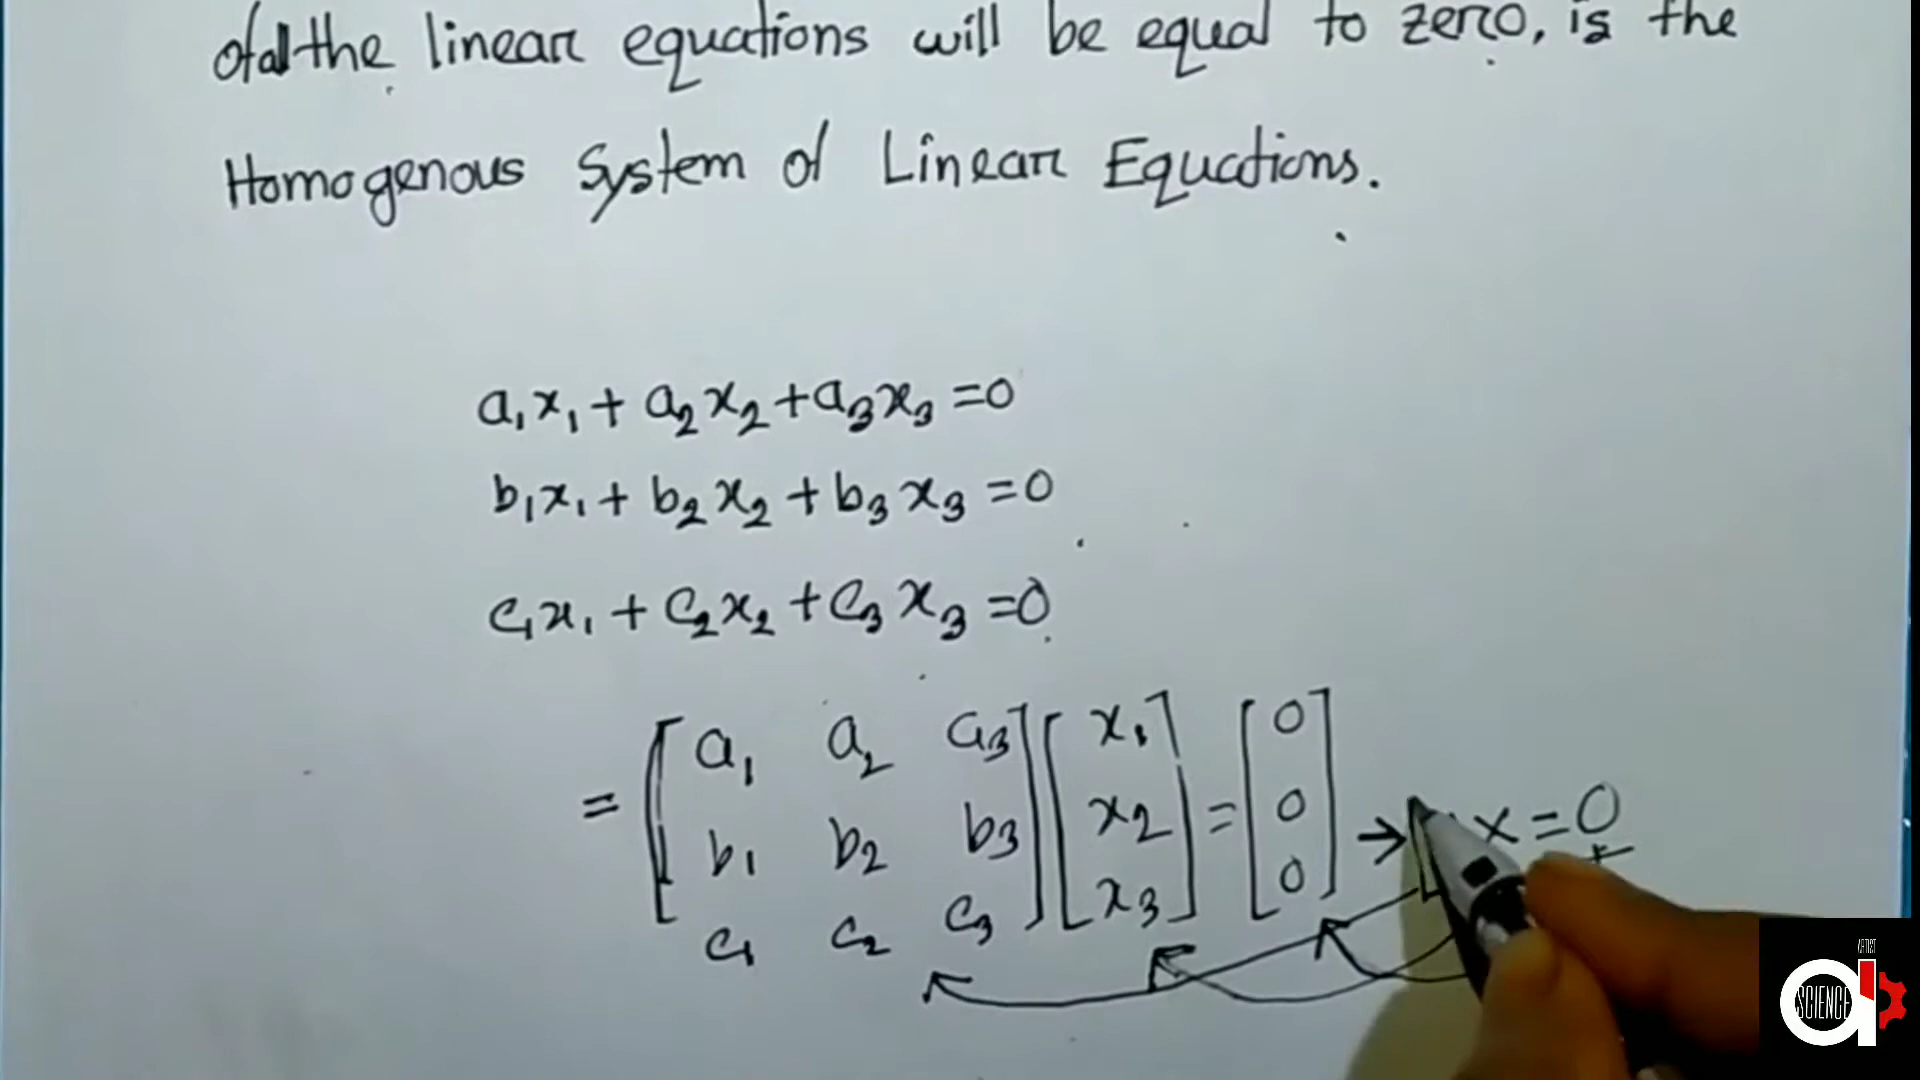 of all the linear equations will be equal to zero, is the
Homogenous System of Linear Equations.
a₁x₁ + a₂x₂ + a₃x₃ = 0
b₁x₁ + b₂x₂ + b₃x₃ = 0
c₁x₁ + c₂x₂ + c₃x₃ = 0
= [a₁ a₂ a₃] [x₁] = [0]
[b₁ b₂ b₃] [x₂] = [0] → x = 0
[c₁ c₂ c₃] [x₃] [0]
ARTIST
SCIENCE